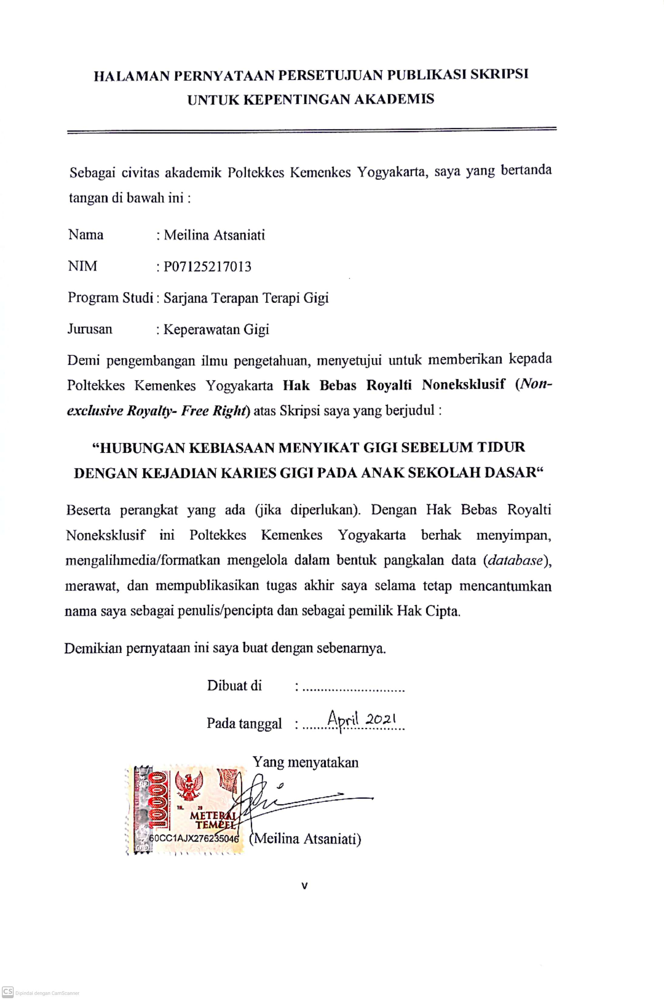 HALAMAN PERNYATAAN PERSETUJUAN PUBLIKASI SKRIPSI
UNTUK KEPENTINGAN AKADEMIS
Sebagai civitas akademik Poltekkes Kemenkes Yogyakarta, saya yang bertanda
tangan di bawah ini :
Nama : Meilina Atsaniati
NIM : P07125217013
Program Studi : Sarjana Terapan Terapi Gigi
Jurusan : Keperawatan Gigi
Demi pengembangan ilmu pengetahuan, menyetujui untuk memberikan kepada
Poltekkes Kemenkes Yogyakarta Hak Bebas Royalti Noneksklusif (Non-
exclusive Royalty- Free Right) atas Skripsi saya yang berjudul :
“HUBUNGAN KEBIASAAN MENYIKAT GIGI SEBELUM TIDUR
DENGAN KEJADIAN KARIES GIGI PADA ANAK SEKOLAH DASAR“
Beserta perangkat yang ada (jika diperlukan). Dengan Hak Bebas Royalti
Noneksklusif ini Poltekkes Kemenkes Yogyakarta berhak menyimpan,
mengalihmedia/formatkan mengelola dalam bentuk pangkalan data (database),
merawat, dan mempublikasikan tugas akhir saya selama tetap mencantumkan
nama saya sebagai penulis/pencipta dan sebagai pemilik Hak Cipta.
Demikian pernyataan ini saya buat dengan sebenarnya.
Dibuat di : ..............................
Pada tanggal : .......... April 2021
Yang menyatakan
10000
TGL. 20
METERAI
TEMPEL
60CC1AJX276235046
(Meilina Atsaniati)
v
CS Dipindai dengan CamScanner